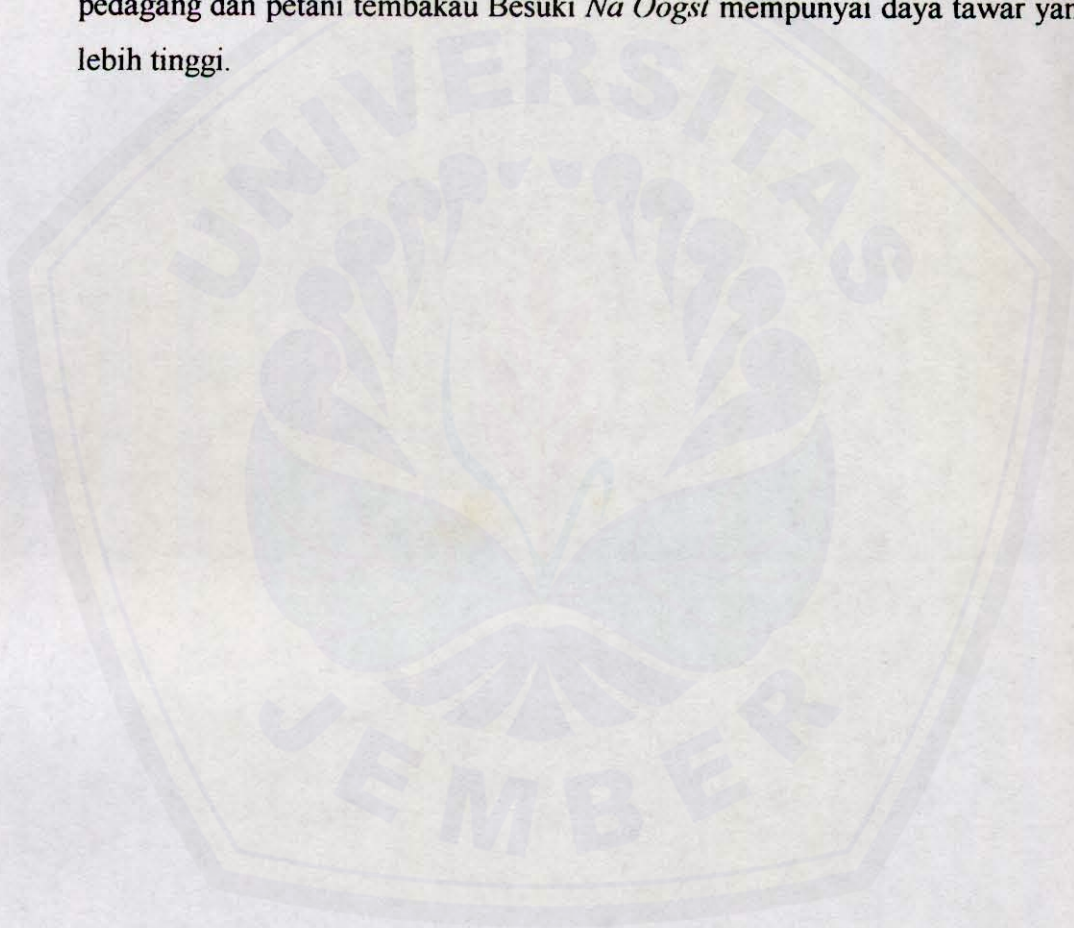 pedagang dan petani tembakau Besuki Na Oogst mempunyai daya tawar yan
lebih tinggi.
UNIVERSITAS
JEMBER